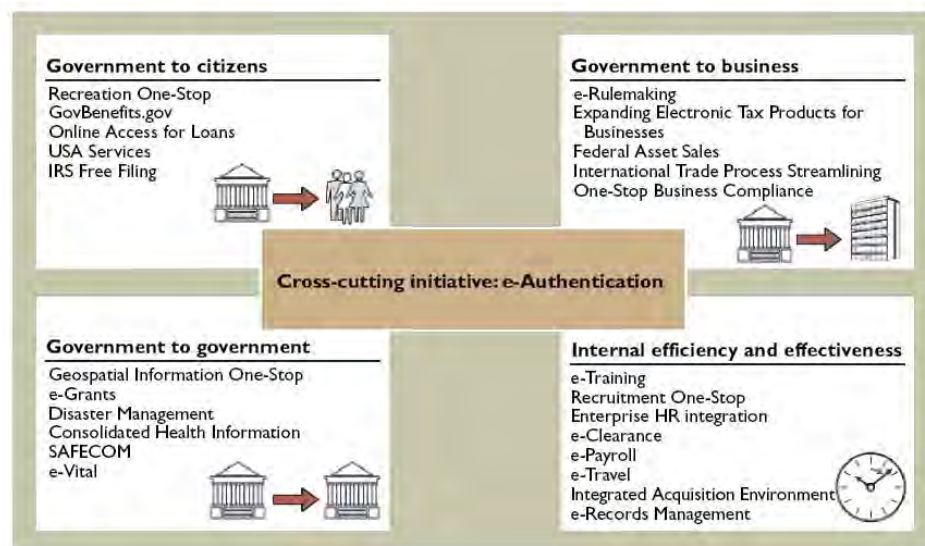 Government to citizens
Recreation One-Stop
GovBenefits.gov
Online Access for Loans
USA Services
IRS Free Filing
Government to business
e-Rulemaking
Expanding Electronic Tax Products for
Businesses
Federal Asset Sales
International Trade Process Streamlining
One-Stop Business Compliance
Cross-cutting initiative: e-Authentication
Government to government
Geospatial Information One-Stop
e-Grants
Disaster Management
Consolidated Health Information
SAFECOM
e-Vital
Internal efficiency and effectiveness
e-Training
Recruitment One-Stop
Enterprise HR integration
e-Clearance
e-Payroll
e-Travel
Integrated Acquisition Environment
e-Records Management